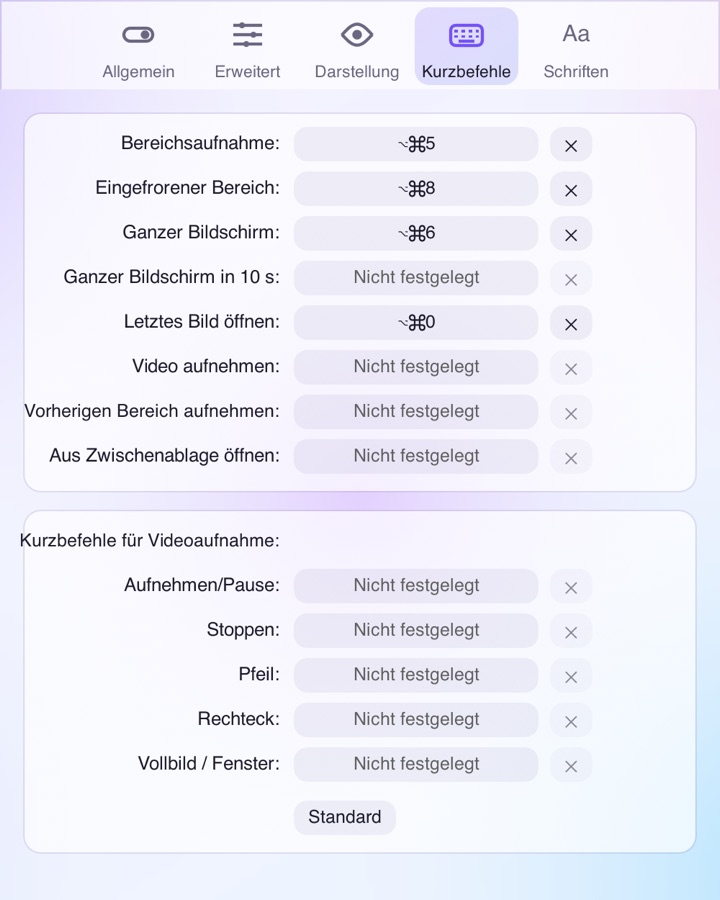 Allgemein Erweitert Darstellung Kurzbefehle Aa Schriften
Bereichsaufnahme: ⌥⌘5
Eingefrorener Bereich: ⌥⌘8
Ganzer Bildschirm: ⌥⌘6
Ganzer Bildschirm in 10 s: Nicht festgelegt
Letztes Bild öffnen: ⌥⌘0
Video aufnehmen: Nicht festgelegt
Vorherigen Bereich aufnehmen: Nicht festgelegt
Aus Zwischenablage öffnen: Nicht festgelegt
Kurzbefehle für Videoaufnahme:
Aufnehmen/Pause: Nicht festgelegt
Stoppen: Nicht festgelegt
Pfeil: Nicht festgelegt
Rechteck: Nicht festgelegt
Vollbild / Fenster: Nicht festgelegt
Standard